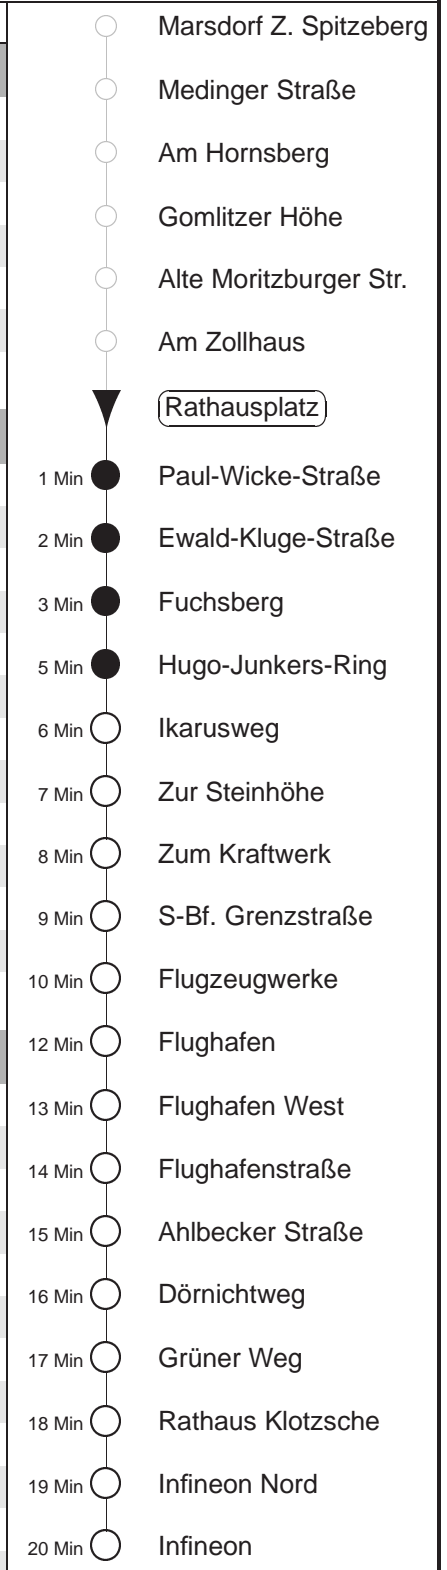 Marsdorf Z. Spitzeberg
Medinger Straße
Am Hornsberg
Gomlitzer Höhe
Alte Moritzburger Str.
Am Zollhaus
Rathausplatz
1 Min Paul-Wicke-Straße
2 Min Ewald-Kluge-Straße
3 Min Fuchsberg
5 Min Hugo-Junkers-Ring
6 Min Ikarusweg
7 Min Zur Steinhöhe
8 Min Zum Kraftwerk
9 Min S-Bf. Grenzstraße
10 Min Flugzeugwerke
12 Min Flughafen
13 Min Flughafen West
14 Min Flughafenstraße
15 Min Ahlbecker Straße
16 Min Dörnichtweg
17 Min Grüner Weg
18 Min Rathaus Klotzsche
19 Min Infineon Nord
20 Min Infineon